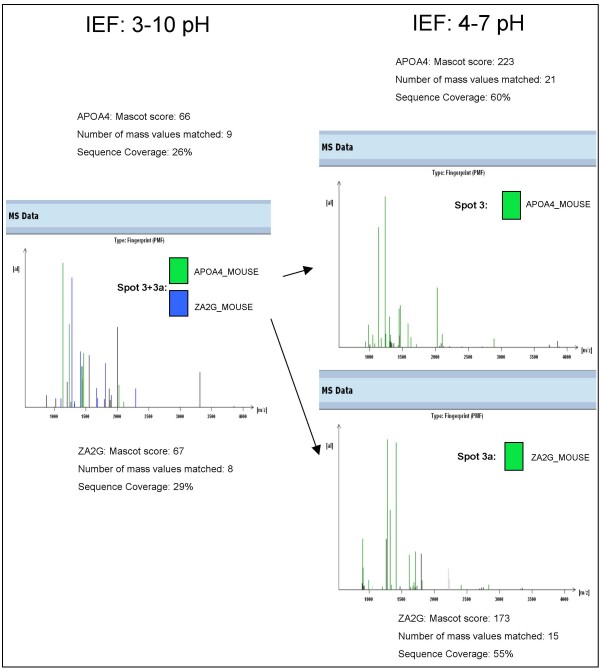 IEF: 3-10 pH
APOA4: Mascot score: 66
Number of mass values matched: 9
Sequence Coverage: 26%
MS Data
Type: Fingerprint (PMF)
[aI]
Spot 3+3a:
APOA4_MOUSE
ZA2G_MOUSE
1000 1500 2000 2500 3000 3500 4000 [m/z]
ZA2G: Mascot score: 67
Number of mass values matched: 8
Sequence Coverage: 29%
IEF: 4-7 pH
APOA4: Mascot score: 223
Number of mass values matched: 21
Sequence Coverage: 60%
MS Data
Type: Fingerprint (PMF)
[aI]
Spot 3:
APOA4_MOUSE
1000 1500 2000 2500 3000 3500 4000 [m/z]
MS Data
Type: Fingerprint (PMF)
[aI]
Spot 3a:
ZA2G_MOUSE
1000 1500 2000 2500 3000 3500 4000 [m/z]
ZA2G: Mascot score: 173
Number of mass values matched: 15
Sequence Coverage: 55%